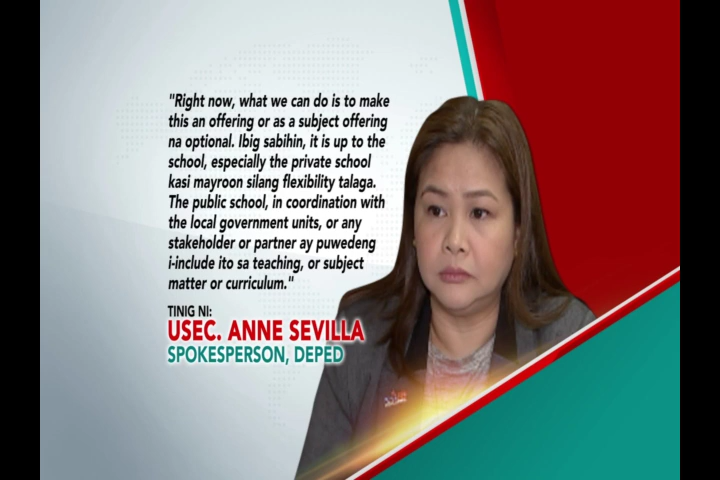 "Right now, what we can do is to make
this an offering or as a subject offering
na optional. Ibig sabihin, it is up to the
school, especially the private school
kasi mayroon silang flexibility talaga.
The public school, in coordination with
the local government units, or any
stakeholder or partner ay puwedeng
i-include ito sa teaching, or subject
matter or curriculum."
TINIG NI:
USEC. ANNE SEVILLA
SPOKESPERSON, DEPED